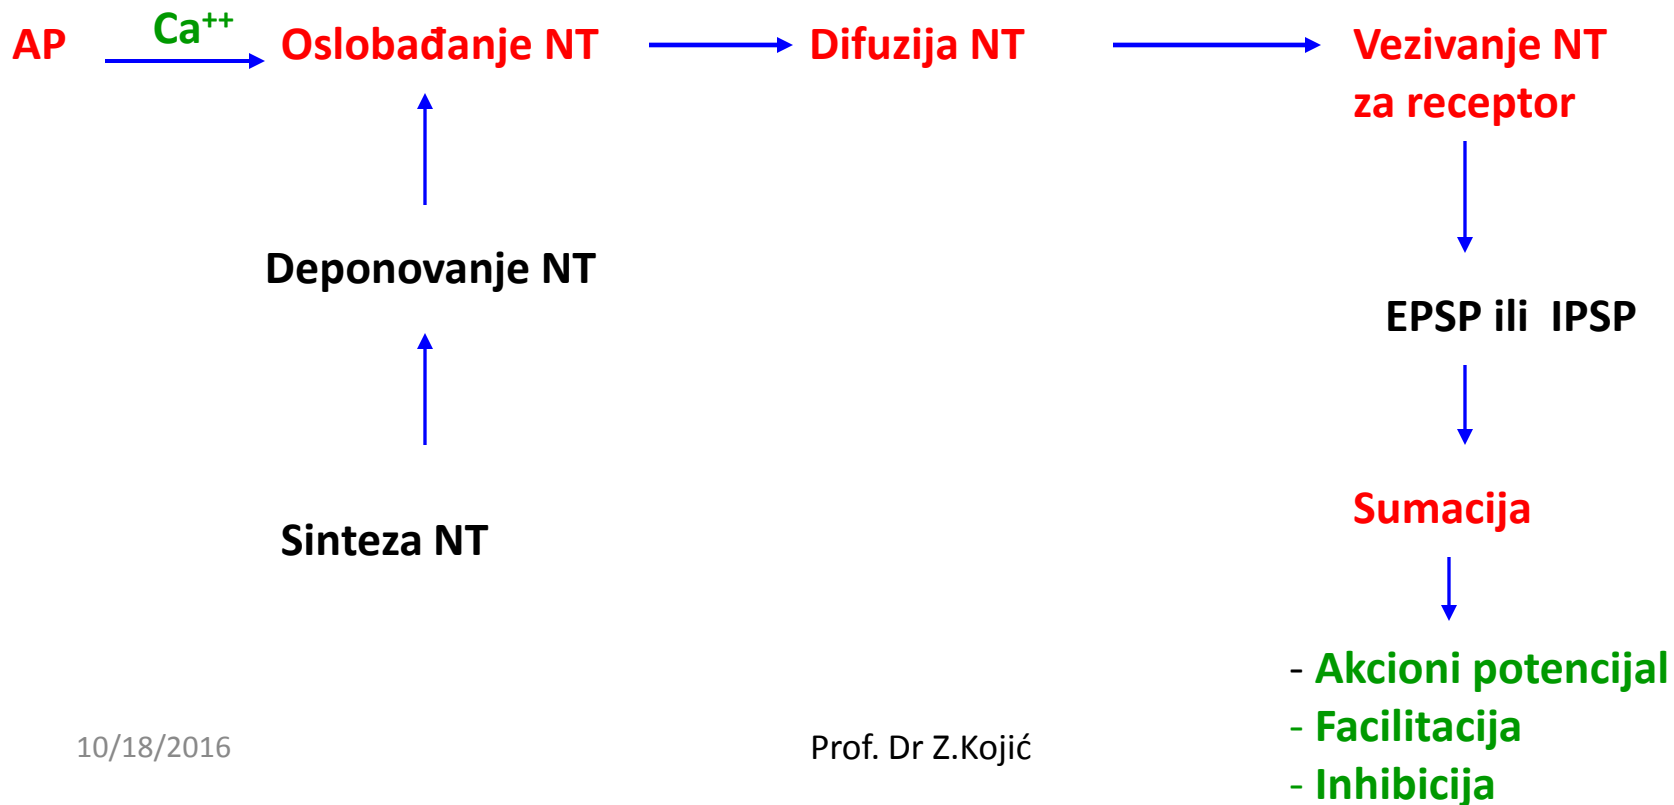 AP
Ca⁺⁺
Oslobađanje NT
Difuzija NT
Vezivanje NT
za receptor
Deponovanje NT
EPSP ili IPSP
Sinteza NT
Sumacija
- Akcioni potencijal
- Facilitacija
- Inhibicija
10/18/2016
Prof. Dr Z.Kojić